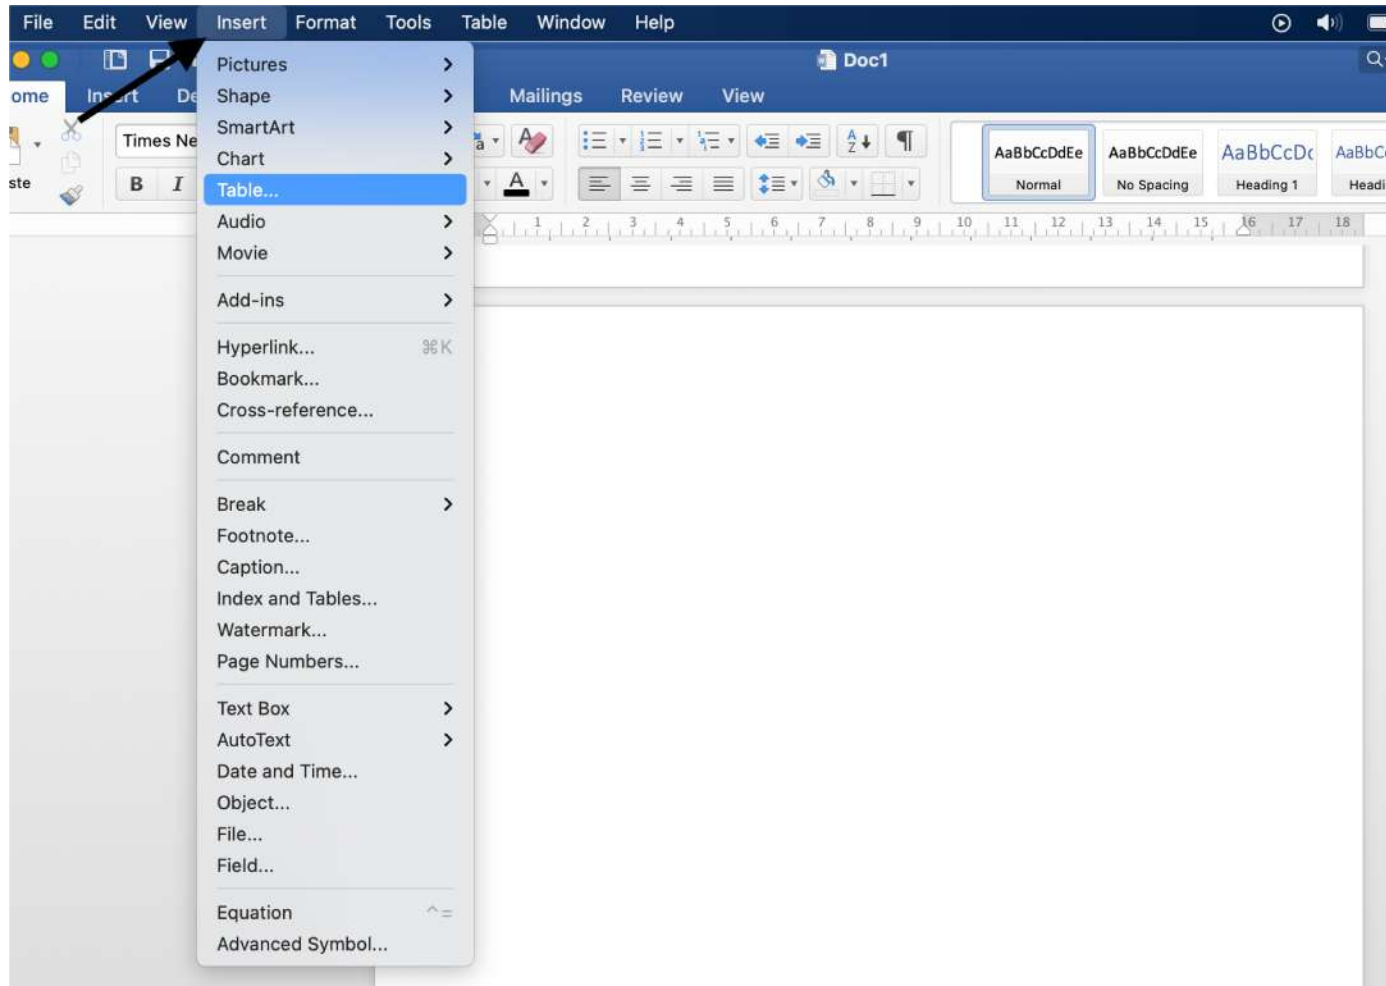 File Edit View Insert Format Tools Table Window Help
Doc1
ome Insert De Mailings Review View
Times Ne
AaBbCcDdEe AaBbCcDdEe AaBbCcDc AaBbC
ste B I A Normal No Spacing Heading 1 Headi
1 2 3 4 5 6 7 8 9 10 11 12 13 14 15 16 17 18
Pictures
Shape
SmartArt
Chart
Table...
Audio
Movie
Add-ins
Hyperlink... ⌘K
Bookmark...
Cross-reference...
Comment
Break
Footnote...
Caption...
Index and Tables...
Watermark...
Page Numbers...
Text Box
AutoText
Date and Time...
Object...
File...
Field...
Equation ^=
Advanced Symbol...